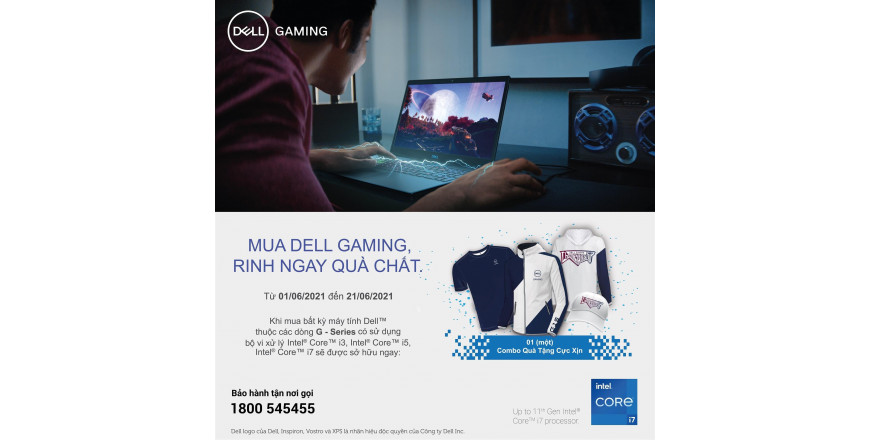 DELL GAMING
MUA DELL GAMING,
RINH NGAY QUÀ CHẤT.
Từ 01/06/2021 đến 21/06/2021
Khi mua bất kỳ máy tính Dell™
thuộc các dòng G - Series có sử dụng
bộ vi xử lý Intel® Core™ i3, Intel® Core™ i5,
Intel® Core™ i7 sẽ được sở hữu ngay:
DELL
01 (một)
Combo Quà Tặng Cực Xịn
Bảo hành tận nơi gọi
1800 545455
Up to 11th Gen Intel®
Core™ i7 processor
intel.
CORE
i7
Dell logo của Dell, Inspiron, Vostro và XPS là nhãn hiệu độc quyền của Công ty Dell Inc.